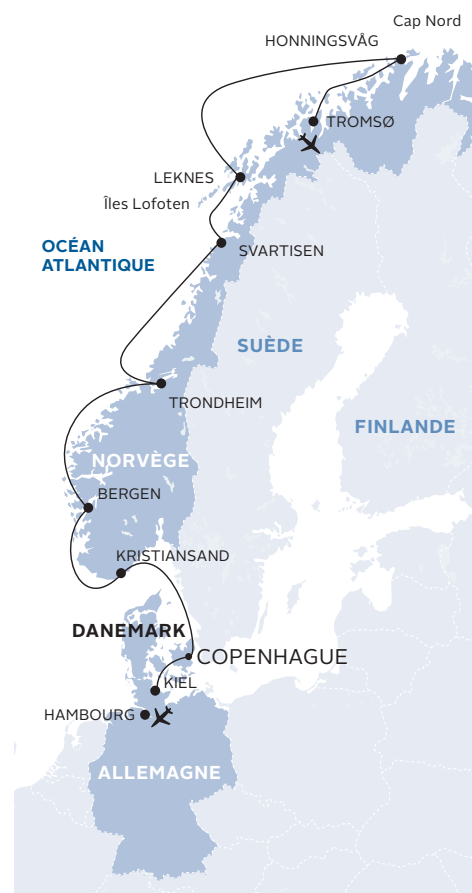 Cap Nord
HONNINGSVÅG
TROMSØ
LEKNES
Îles Lofoten
OCÉAN
ATLANTIQUE
SVARTISEN
SUÈDE
TRONDHEIM
FINLANDE
NORVÈGE
BERGEN
KRISTIANSAND
DANEMARK
COPENHAGUE
KIEL
HAMBOURG
ALLEMAGNE